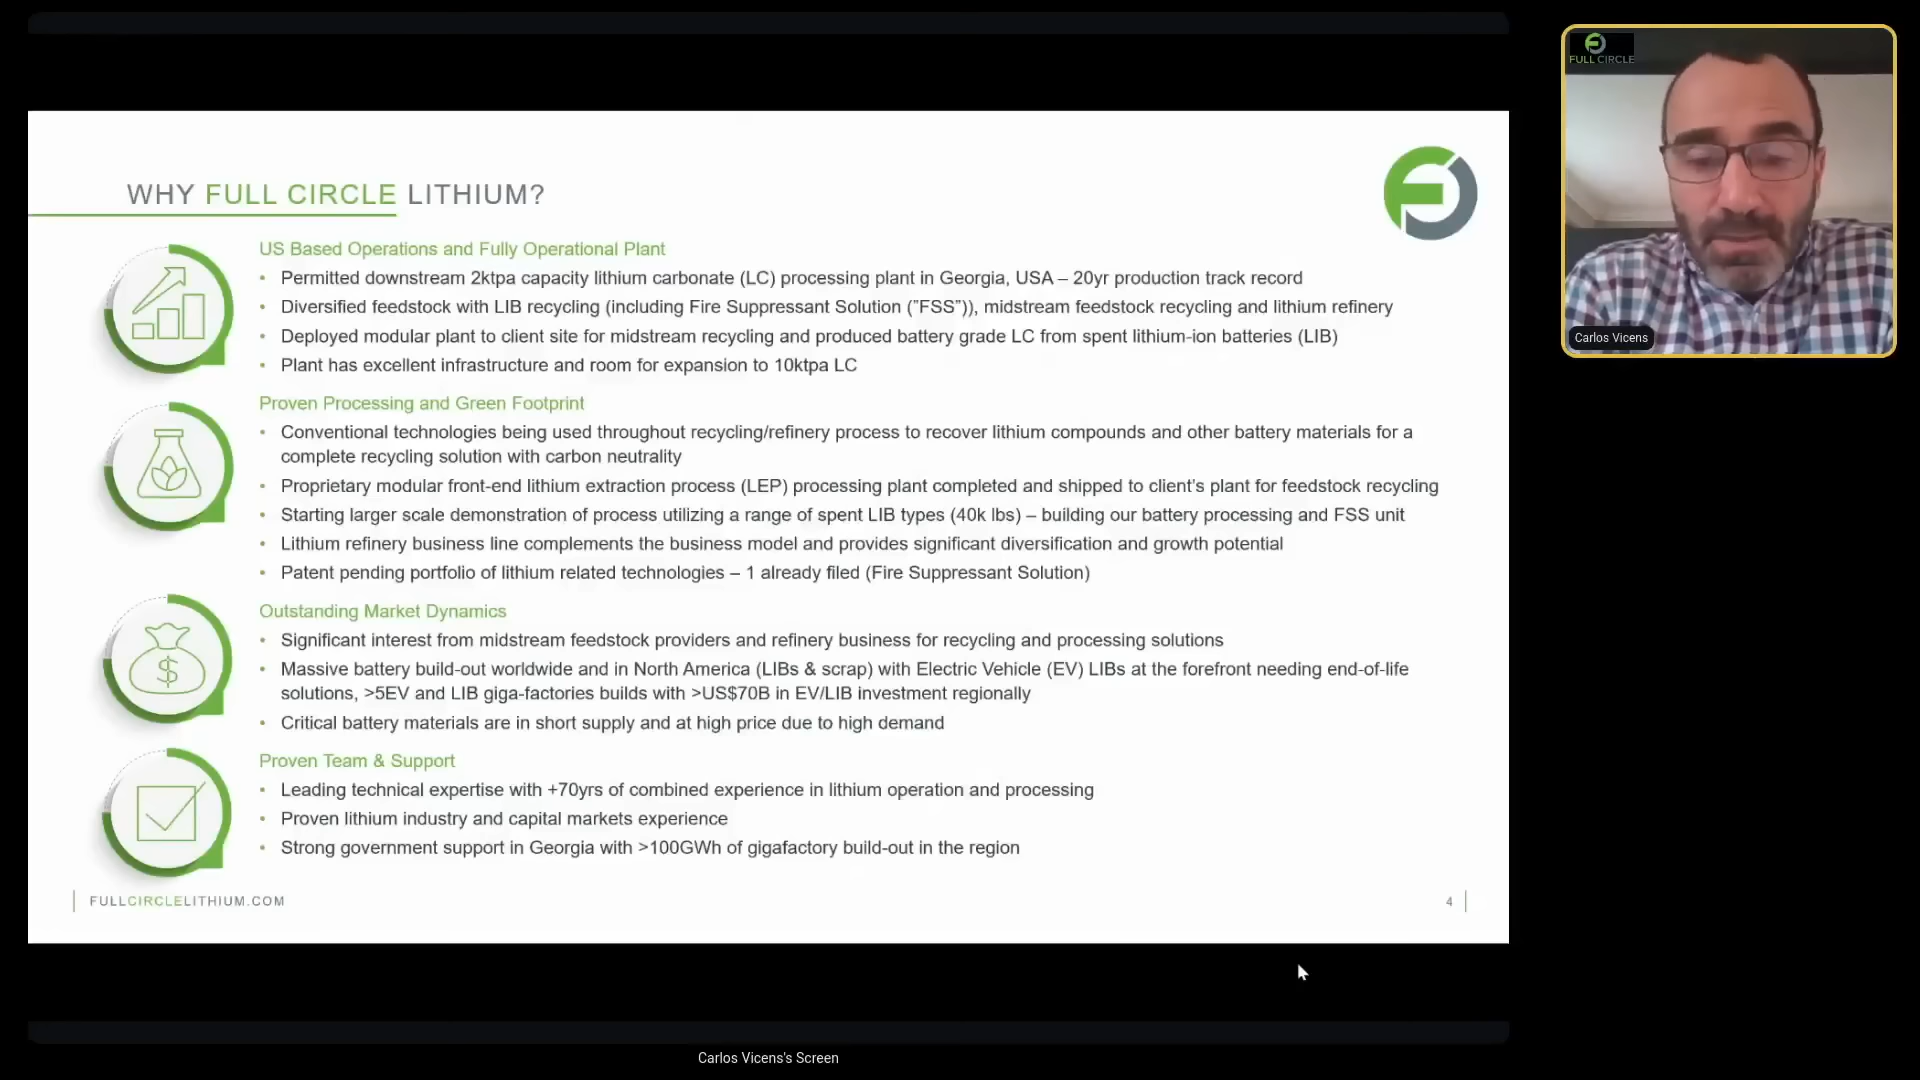 WHY FULL CIRCLE LITHIUM?
US Based Operations and Fully Operational Plant
• Permitted downstream 2ktpa capacity lithium carbonate (LC) processing plant in Georgia, USA – 20yr production track record
• Diversified feedstock with LIB recycling (including Fire Suppressant Solution ("FSS")), midstream feedstock recycling and lithium refinery
• Deployed modular plant to client site for midstream recycling and produced battery grade LC from spent lithium-ion batteries (LIB)
• Plant has excellent infrastructure and room for expansion to 10ktpa LC
Proven Processing and Green Footprint
• Conventional technologies being used throughout recycling/refinery process to recover lithium compounds and other battery materials for a
complete recycling solution with carbon neutrality
• Proprietary modular front-end lithium extraction process (LEP) processing plant completed and shipped to client's plant for feedstock recycling
• Starting larger scale demonstration of process utilizing a range of spent LIB types (40k lbs) – building our battery processing and FSS unit
• Lithium refinery business line complements the business model and provides significant diversification and growth potential
• Patent pending portfolio of lithium related technologies – 1 already filed (Fire Suppressant Solution)
Outstanding Market Dynamics
• Significant interest from midstream feedstock providers and refinery business for recycling and processing solutions
• Massive battery build-out worldwide and in North America (LIBs & scrap) with Electric Vehicle (EV) LIBs at the forefront needing end-of-life
solutions, >5EV and LIB giga-factories builds with >US$70B in EV/LIB investment regionally
• Critical battery materials are in short supply and at high price due to high demand
$
Proven Team & Support
• Leading technical expertise with +70yrs of combined experience in lithium operation and processing
• Proven lithium industry and capital markets experience
• Strong government support in Georgia with >100GWh of gigafactory build-out in the region
FULLCIRCLELITHIUM.COM
4
FULL CIRCLE
Carlos Vicens
Carlos Vicens's Screen